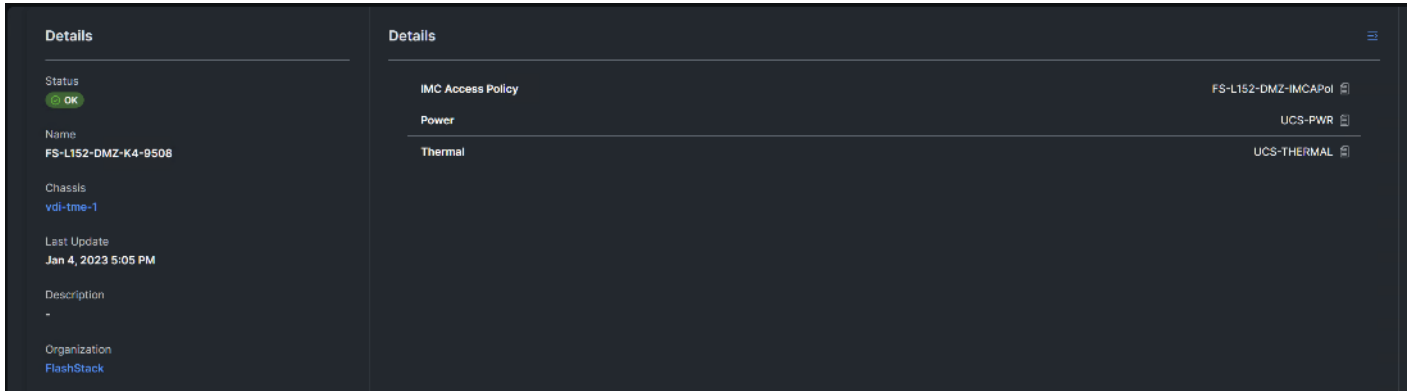 Details
Status
OK
Name
FS-L152-DMZ-K4-9508
Chassis
vdi-tme-1
Last Update
Jan 4, 2023 5:05 PM
Description
-
Organization
FlashStack
Details
IMC Access Policy FS-L152-DMZ-IMCAPol
Power UCS-PWR
Thermal UCS-THERMAL